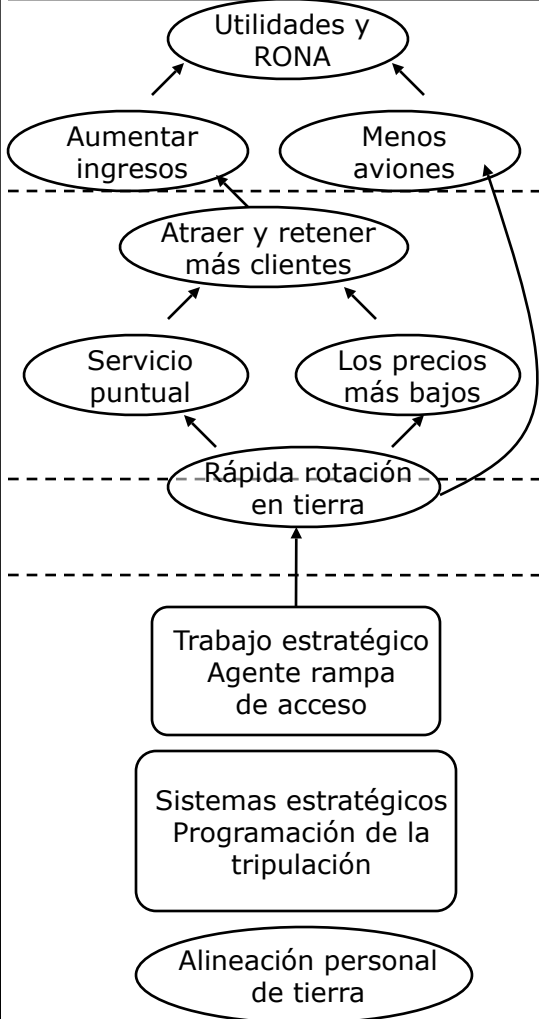 Utilidades y
RONA
Aumentar
ingresos
Menos
aviones
Atraer y retener
más clientes
Servicio
puntual
Los precios
más bajos
Rápida rotación
en tierra
Trabajo estratégico
Agente rampa
de acceso
Sistemas estratégicos
Programación de la
tripulación
Alineación personal
de tierra